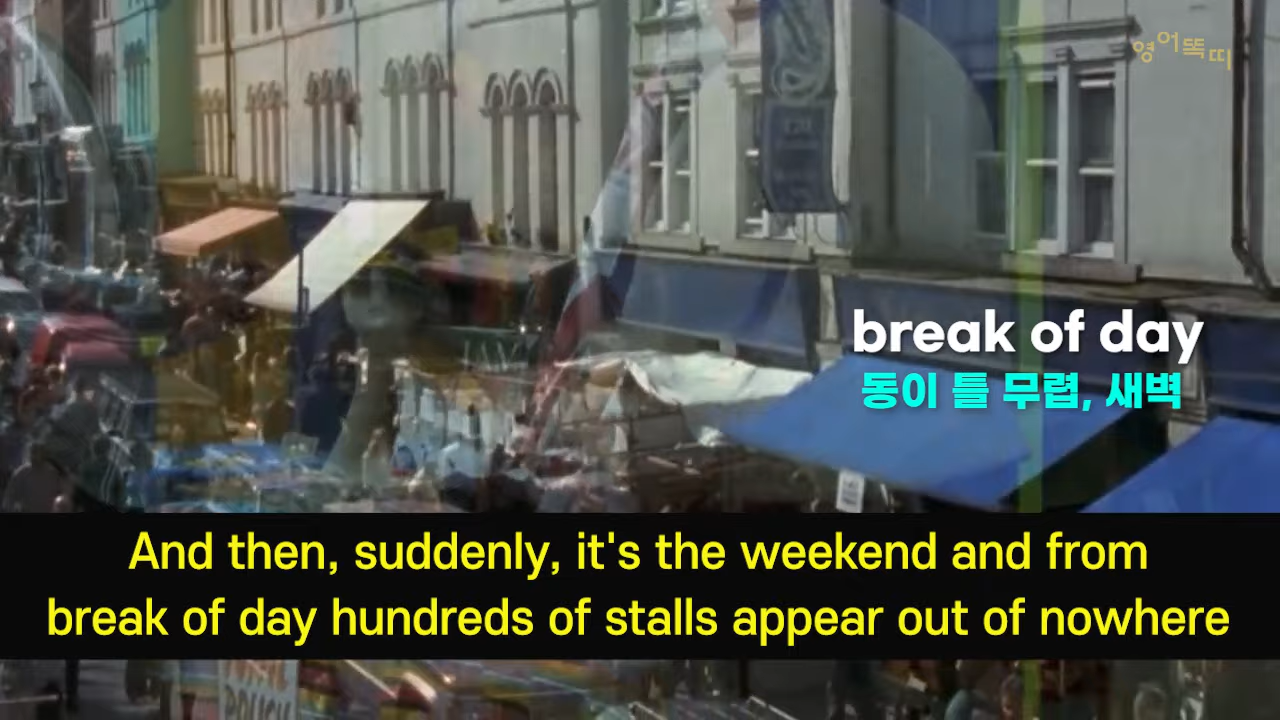 영어똑띠
break of day
동이 틀 무렵, 새벽
And then, suddenly, it's the weekend and from
break of day hundreds of stalls appear out of nowhere